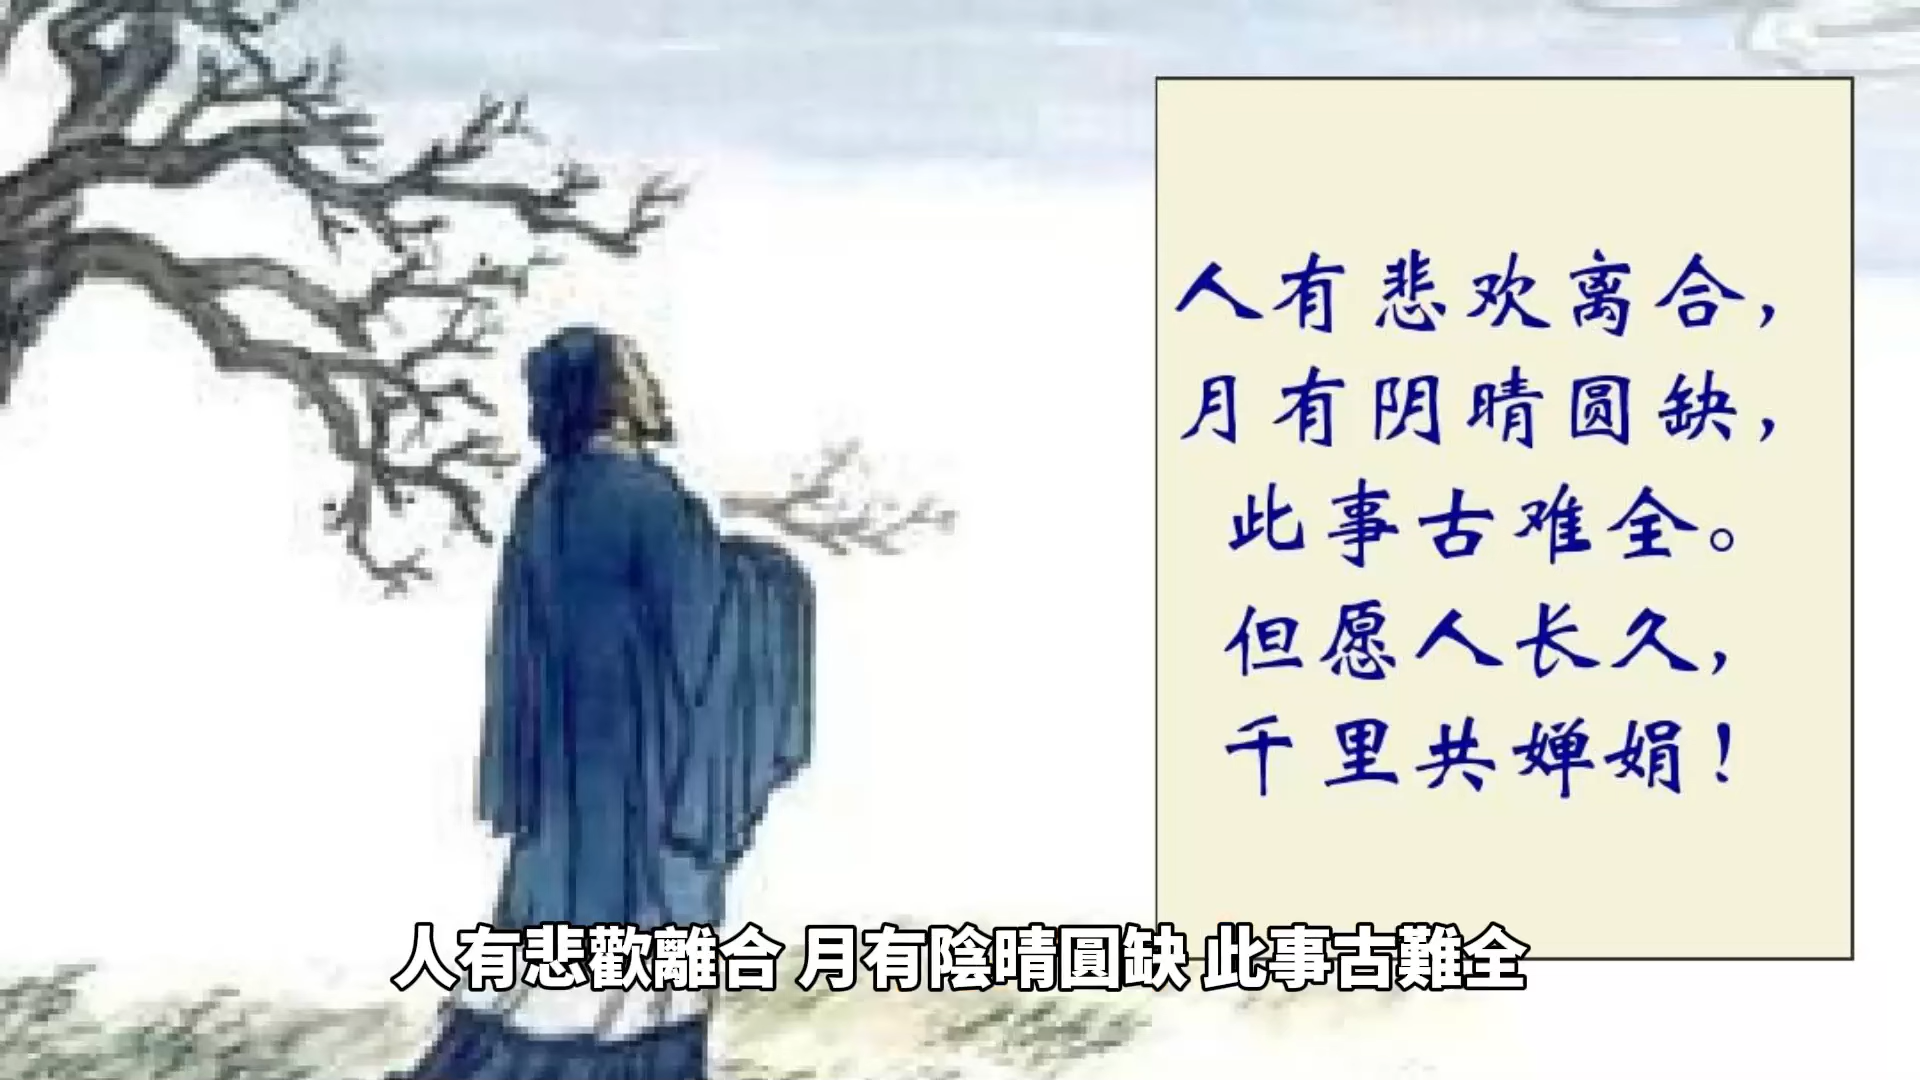 人有悲欢离合，
月有阴晴圆缺，
此事古难全。
但愿人长久，
千里共婵娟！
人有悲歡離合 月有陰晴圓缺 此事古難全